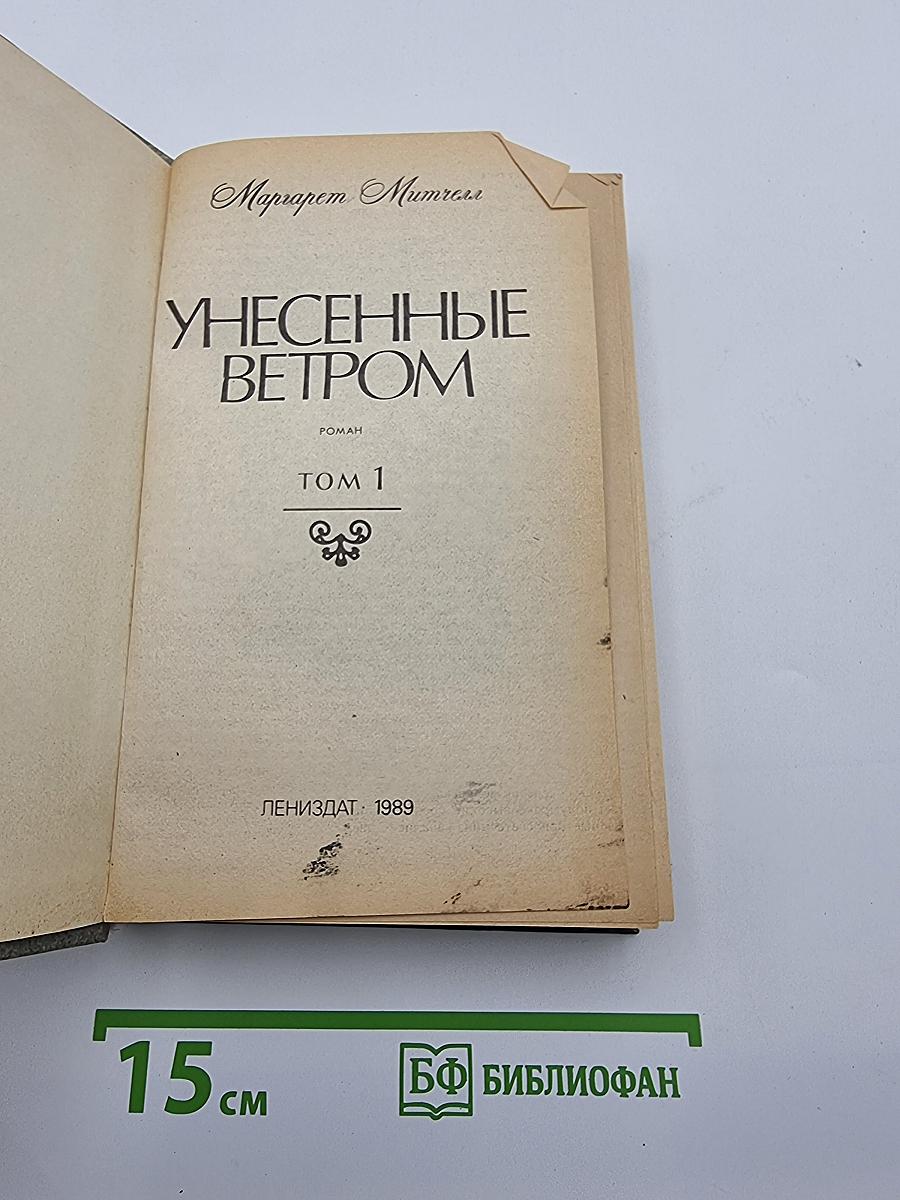 Маргарет Митчелл
УНЕСЕННЫЕ
ВЕТРОМ
РОМАН
ТОМ 1
ЛЕНИЗДАТ · 1989
15 см
БФ БИБЛИОФАН